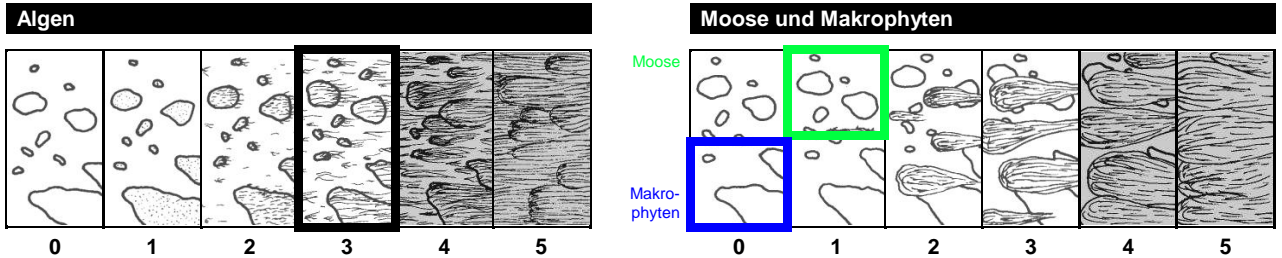 Algen
0 1 2 3 4 5
Moose und Makrophyten
Moose
Makro-
phyten
0 1 2 3 4 5